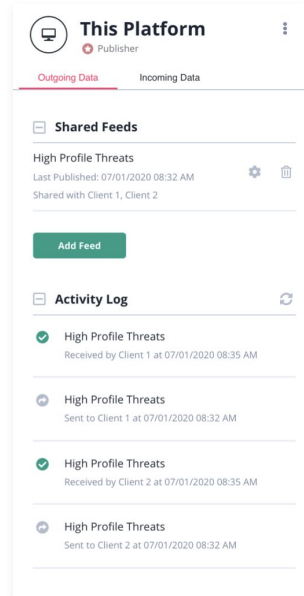 This Platform
Publisher
Outgoing Data
Incoming Data
Shared Feeds
High Profile Threats
Last Published: 07/01/2020 08:32 AM
Shared with Client 1, Client 2
Add Feed
Activity Log
High Profile Threats
Received by Client 1 at 07/01/2020 08:35 AM
High Profile Threats
Sent to Client 1 at 07/01/2020 08:32 AM
High Profile Threats
Received by Client 2 at 07/01/2020 08:35 AM
High Profile Threats
Sent to Client 2 at 07/01/2020 08:32 AM